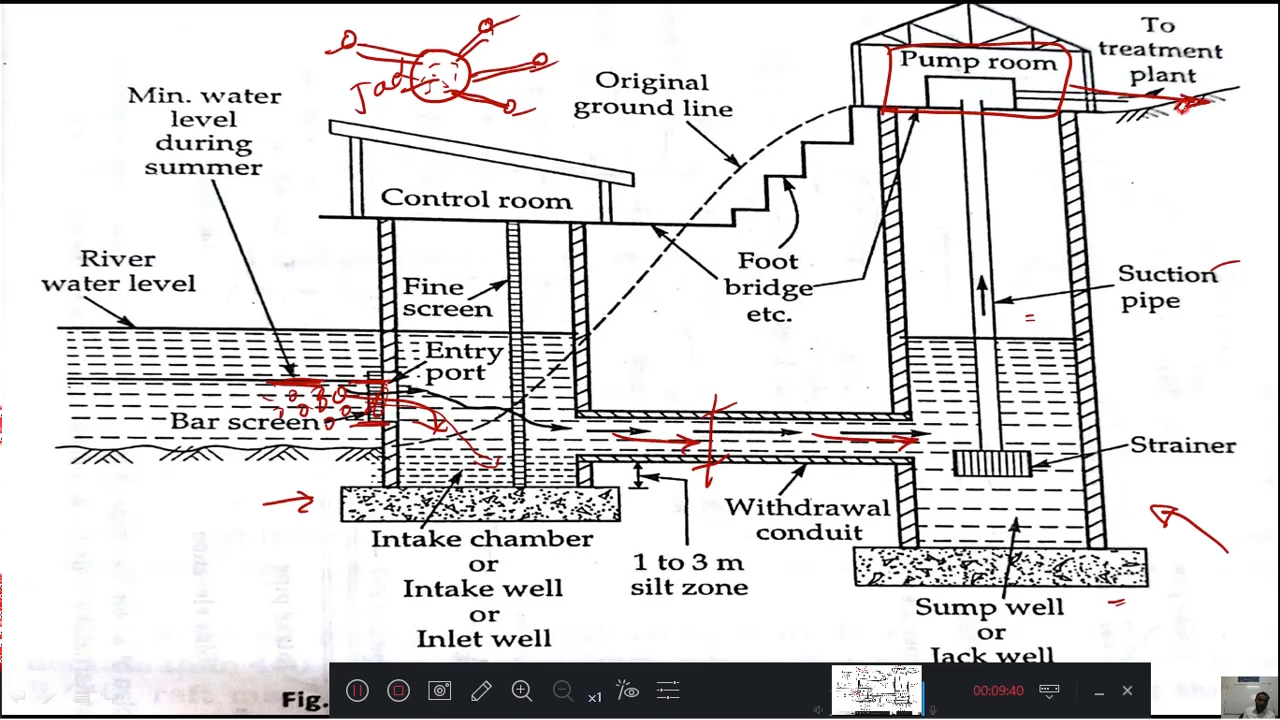 To
treatment
plant
Pump room
Original
ground line
Jad
Min. water
level
during
summer
Control room
River
water level
Fine
screen
Foot
bridge
etc.
Suction
pipe
Entry
port
Bar screen
Strainer
Withdrawal
conduit
Intake chamber
or
Intake well
or
Inlet well
1 to 3 m
silt zone
Sump well
or
Jack well
Fig.
x1
00:09:40